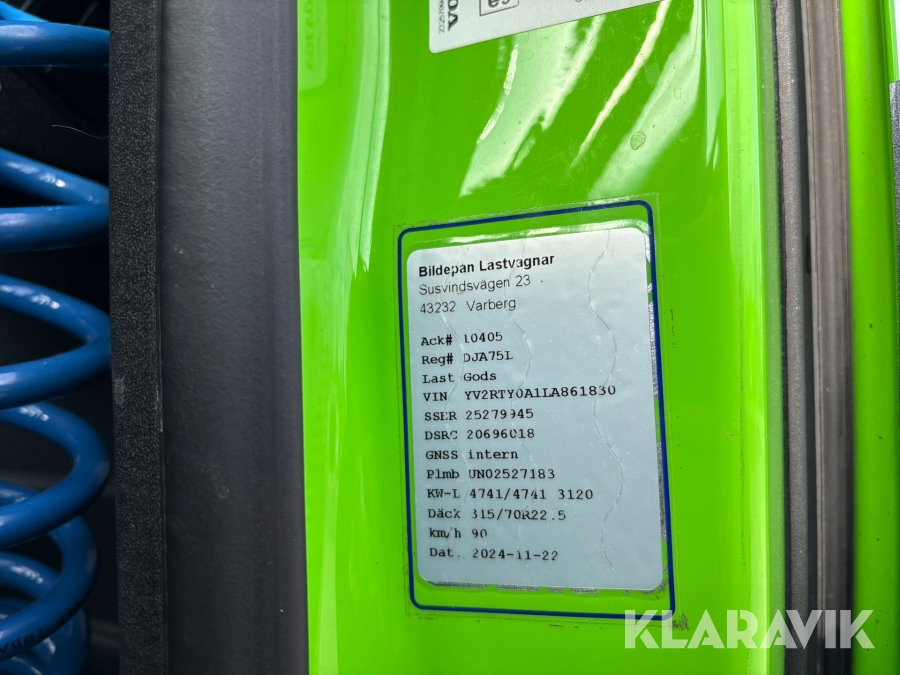 Bildepån Lastvagnar
Susvindsvägen 23
43232 Varberg
Ack# 10405
Reg# DJA75L
Last Gods
VIN YV2RTY0A1LA861830
SSER 25279945
DSRC 20696018
GNSS intern
Plmb UN02527183
KW-L 4741/4741 3120
Däck 315/70R22.5
km/h 90
Dat. 2024-11-22
KLARAVIK